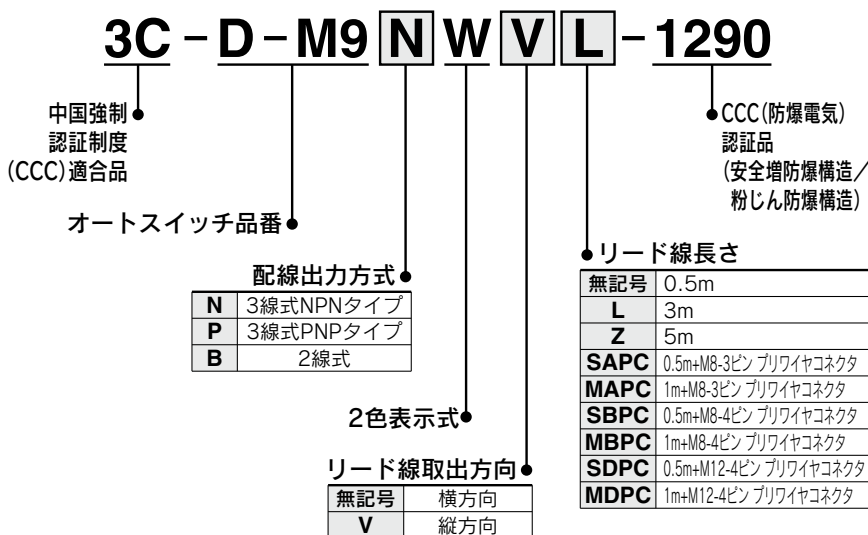 3C-D-M9NWVL-1290
中国強制
認証制度
(CCC)適合品
CCC(防爆電気)
認証品
(安全増防爆構造／
粉じん防爆構造)
オートスイッチ品番
配線出力方式
N 3線式NPNタイプ
P 3線式PNPタイプ
B 2線式
2色表示式
リード線取出方向
無記号 横方向
V 縦方向
リード線長さ
無記号 0.5m
L 3m
Z 5m
SAPC 0.5m+M8-3ピン プリワイヤコネクタ
MAPC 1m+M8-3ピン プリワイヤコネクタ
SBPC 0.5m+M8-4ピン プリワイヤコネクタ
MBPC 1m+M8-4ピン プリワイヤコネクタ
SDPC 0.5m+M12-4ピン プリワイヤコネクタ
MDPC 1m+M12-4ピン プリワイヤコネクタ